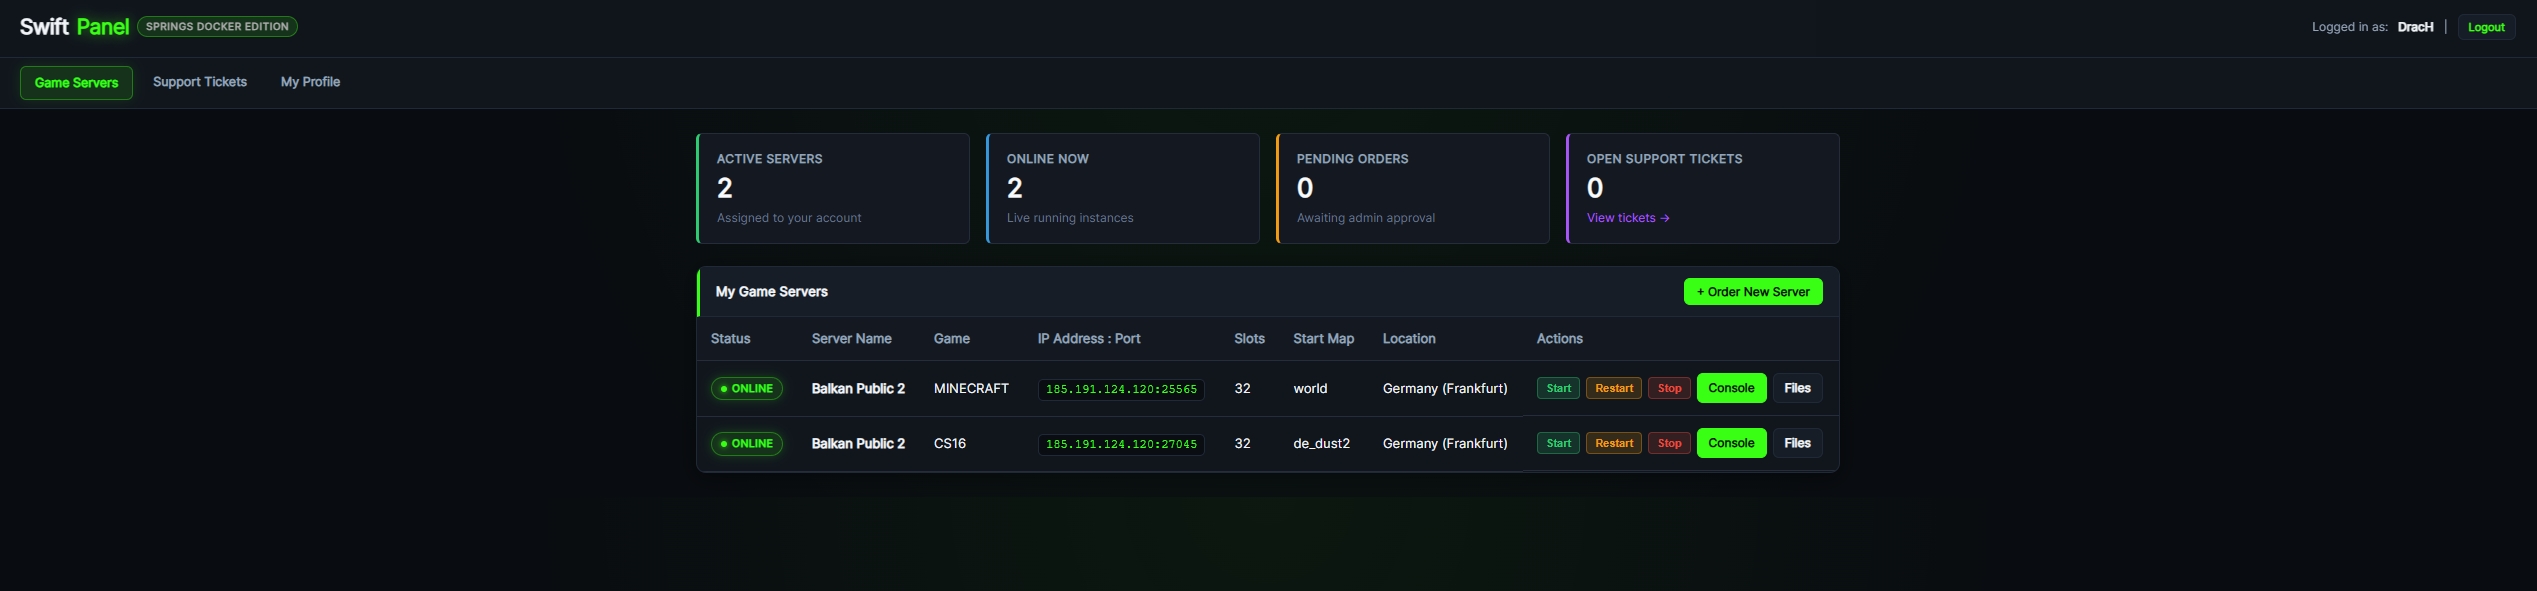 Swift Panel SPRINGS DOCKER EDITION
Logged in as: DracH | Logout
Game Servers Support Tickets My Profile
ACTIVE SERVERS
2
Assigned to your account
ONLINE NOW
2
Live running instances
PENDING ORDERS
0
Awaiting admin approval
OPEN SUPPORT TICKETS
0
View tickets →
My Game Servers + Order New Server
Status Server Name Game IP Address : Port Slots Start Map Location Actions
● ONLINE Balkan Public 2 MINECRAFT 185.191.124.120:25565 32 world Germany (Frankfurt) Start Restart Stop Console Files
● ONLINE Balkan Public 2 CS16 185.191.124.120:27045 32 de_dust2 Germany (Frankfurt) Start Restart Stop Console Files